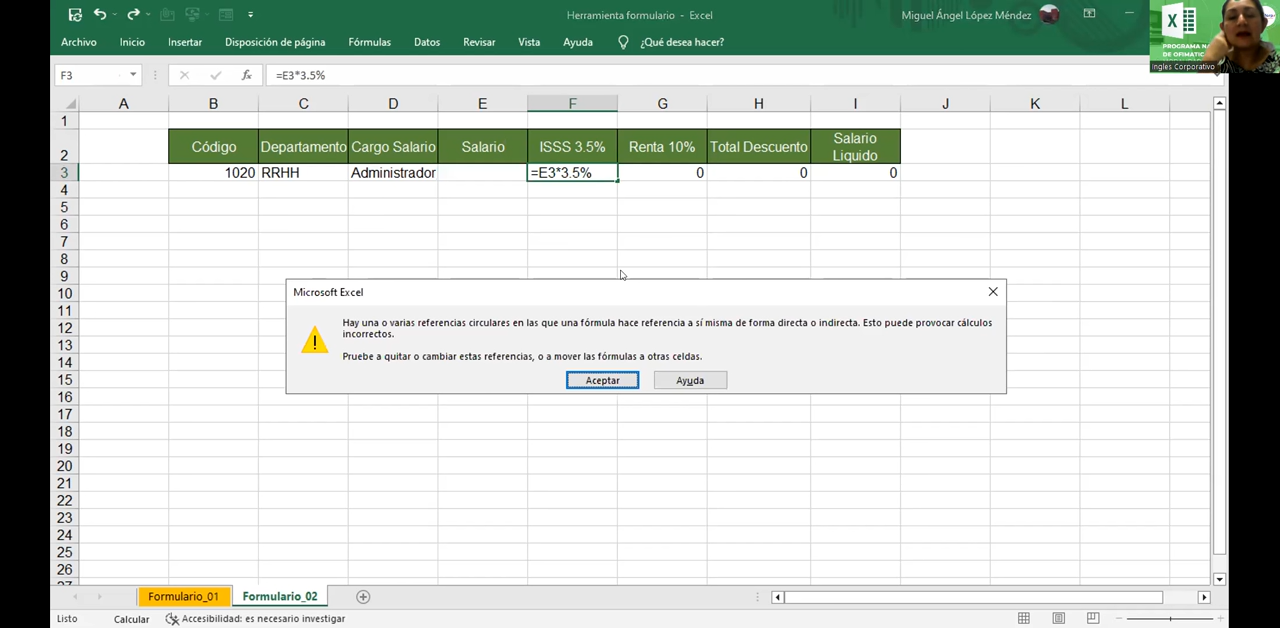 Herramienta formulario - Excel
Miguel Ángel López Méndez
Archivo Inicio Insertar Disposición de página Fórmulas Datos Revisar Vista Ayuda ¿Qué desea hacer?
PROGRAMA NA
DE OFIMÁTIC
Ingles Corporativo
F3 fx =E3*3.5%
A B C D E F G H I J K L
1
2 Código Departamento Cargo Salario Salario ISSS 3.5% Renta 10% Total Descuento Salario Liquido
3 1020 RRHH Administrador =E3*3.5% 0 0 0
4
5
6
7
8
9
10
11
12
13
14
15
16
17
18
19
20
21
22
23
24
25
26
27
Microsoft Excel
Hay una o varias referencias circulares en las que una fórmula hace referencia a sí misma de forma directa o indirecta. Esto puede provocar cálculos
incorrectos.
Pruebe a quitar o cambiar estas referencias, o a mover las fórmulas a otras celdas.
Aceptar Ayuda
Formulario_01 Formulario_02
Listo Calcular Accesibilidad: es necesario investigar